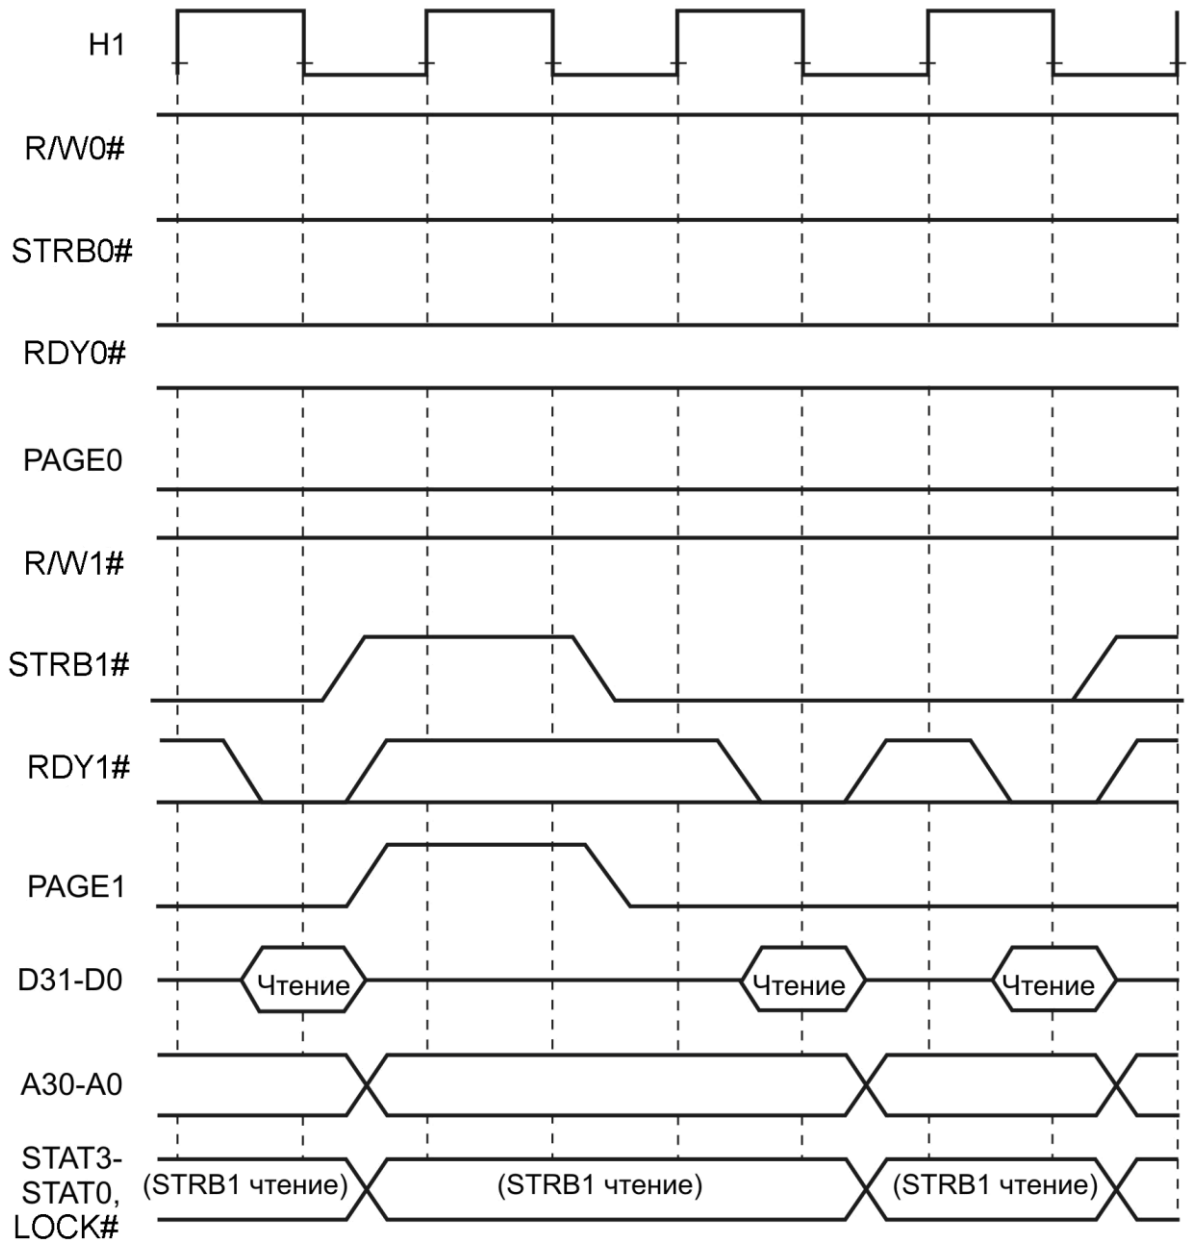 H1
R/W0#
STRB0#
RDY0#
PAGE0
R/W1#
STRB1#
RDY1#
PAGE1
D31-D0
Чтение Чтение Чтение
A30-A0
STAT3-
STAT0,
LOCK#
(STRB1 чтение) (STRB1 чтение) (STRB1 чтение)